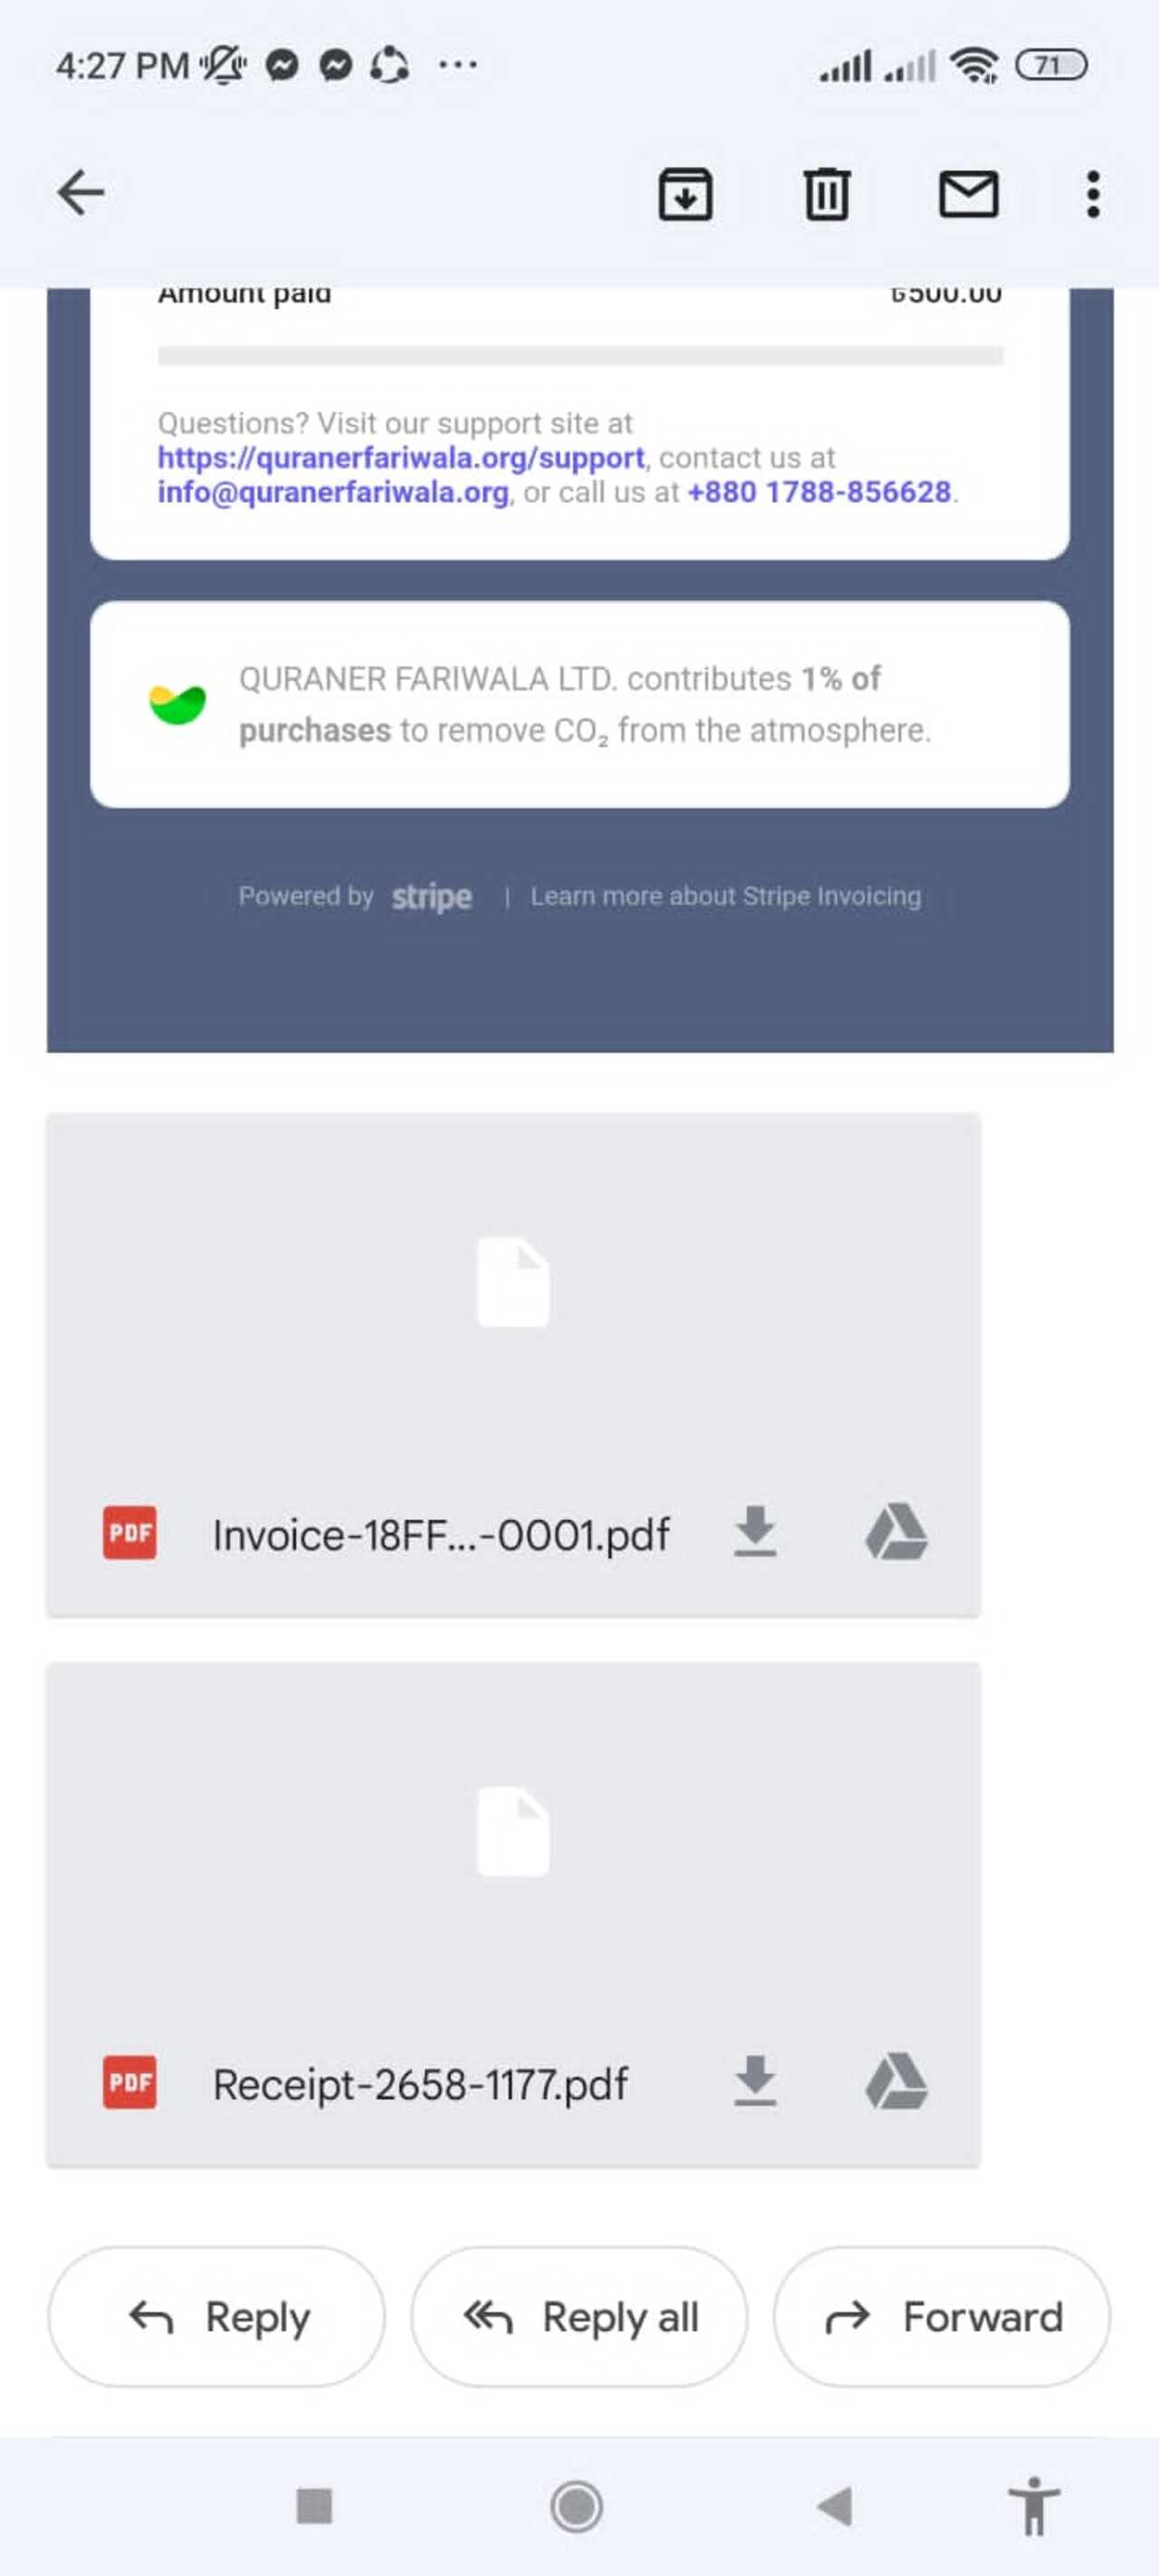 4:27 PM
71
Amount paid ৳500.00
Questions? Visit our support site at
https://quranerfariwala.org/support, contact us at
info@quranerfariwala.org, or call us at +880 1788-856628.
QURANER FARIWALA LTD. contributes 1% of
purchases to remove CO₂ from the atmosphere.
Powered by stripe | Learn more about Stripe Invoicing
PDF Invoice-18FF...-0001.pdf
PDF Receipt-2658-1177.pdf
Reply Reply all Forward